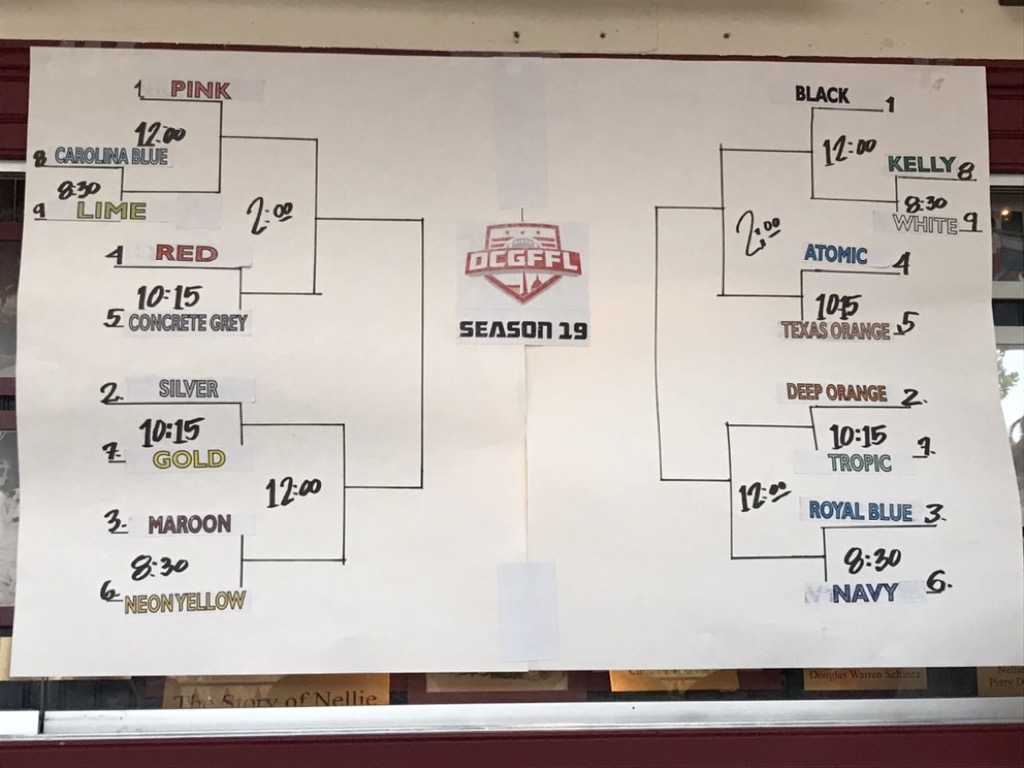 1 PINK
12:00
8 CAROLINA BLUE
8:30
9 LIME
2:00
4 RED
10:15
5 CONCRETE GREY
2. SILVER
10:15
7. GOLD
12:00
3. MAROON
8:30
6. NEON YELLOW
DCGFFL
SEASON 19
BLACK 1
12:00
KELLY 8
8:30
WHITE 9
2:00
ATOMIC 4
10:15
TEXAS ORANGE 5
DEEP ORANGE 2.
10:15
TROPIC 7.
12:00
ROYAL BLUE 3.
8:30
NAVY 6.
The Story of Nellie
Douglas Warren Schantz